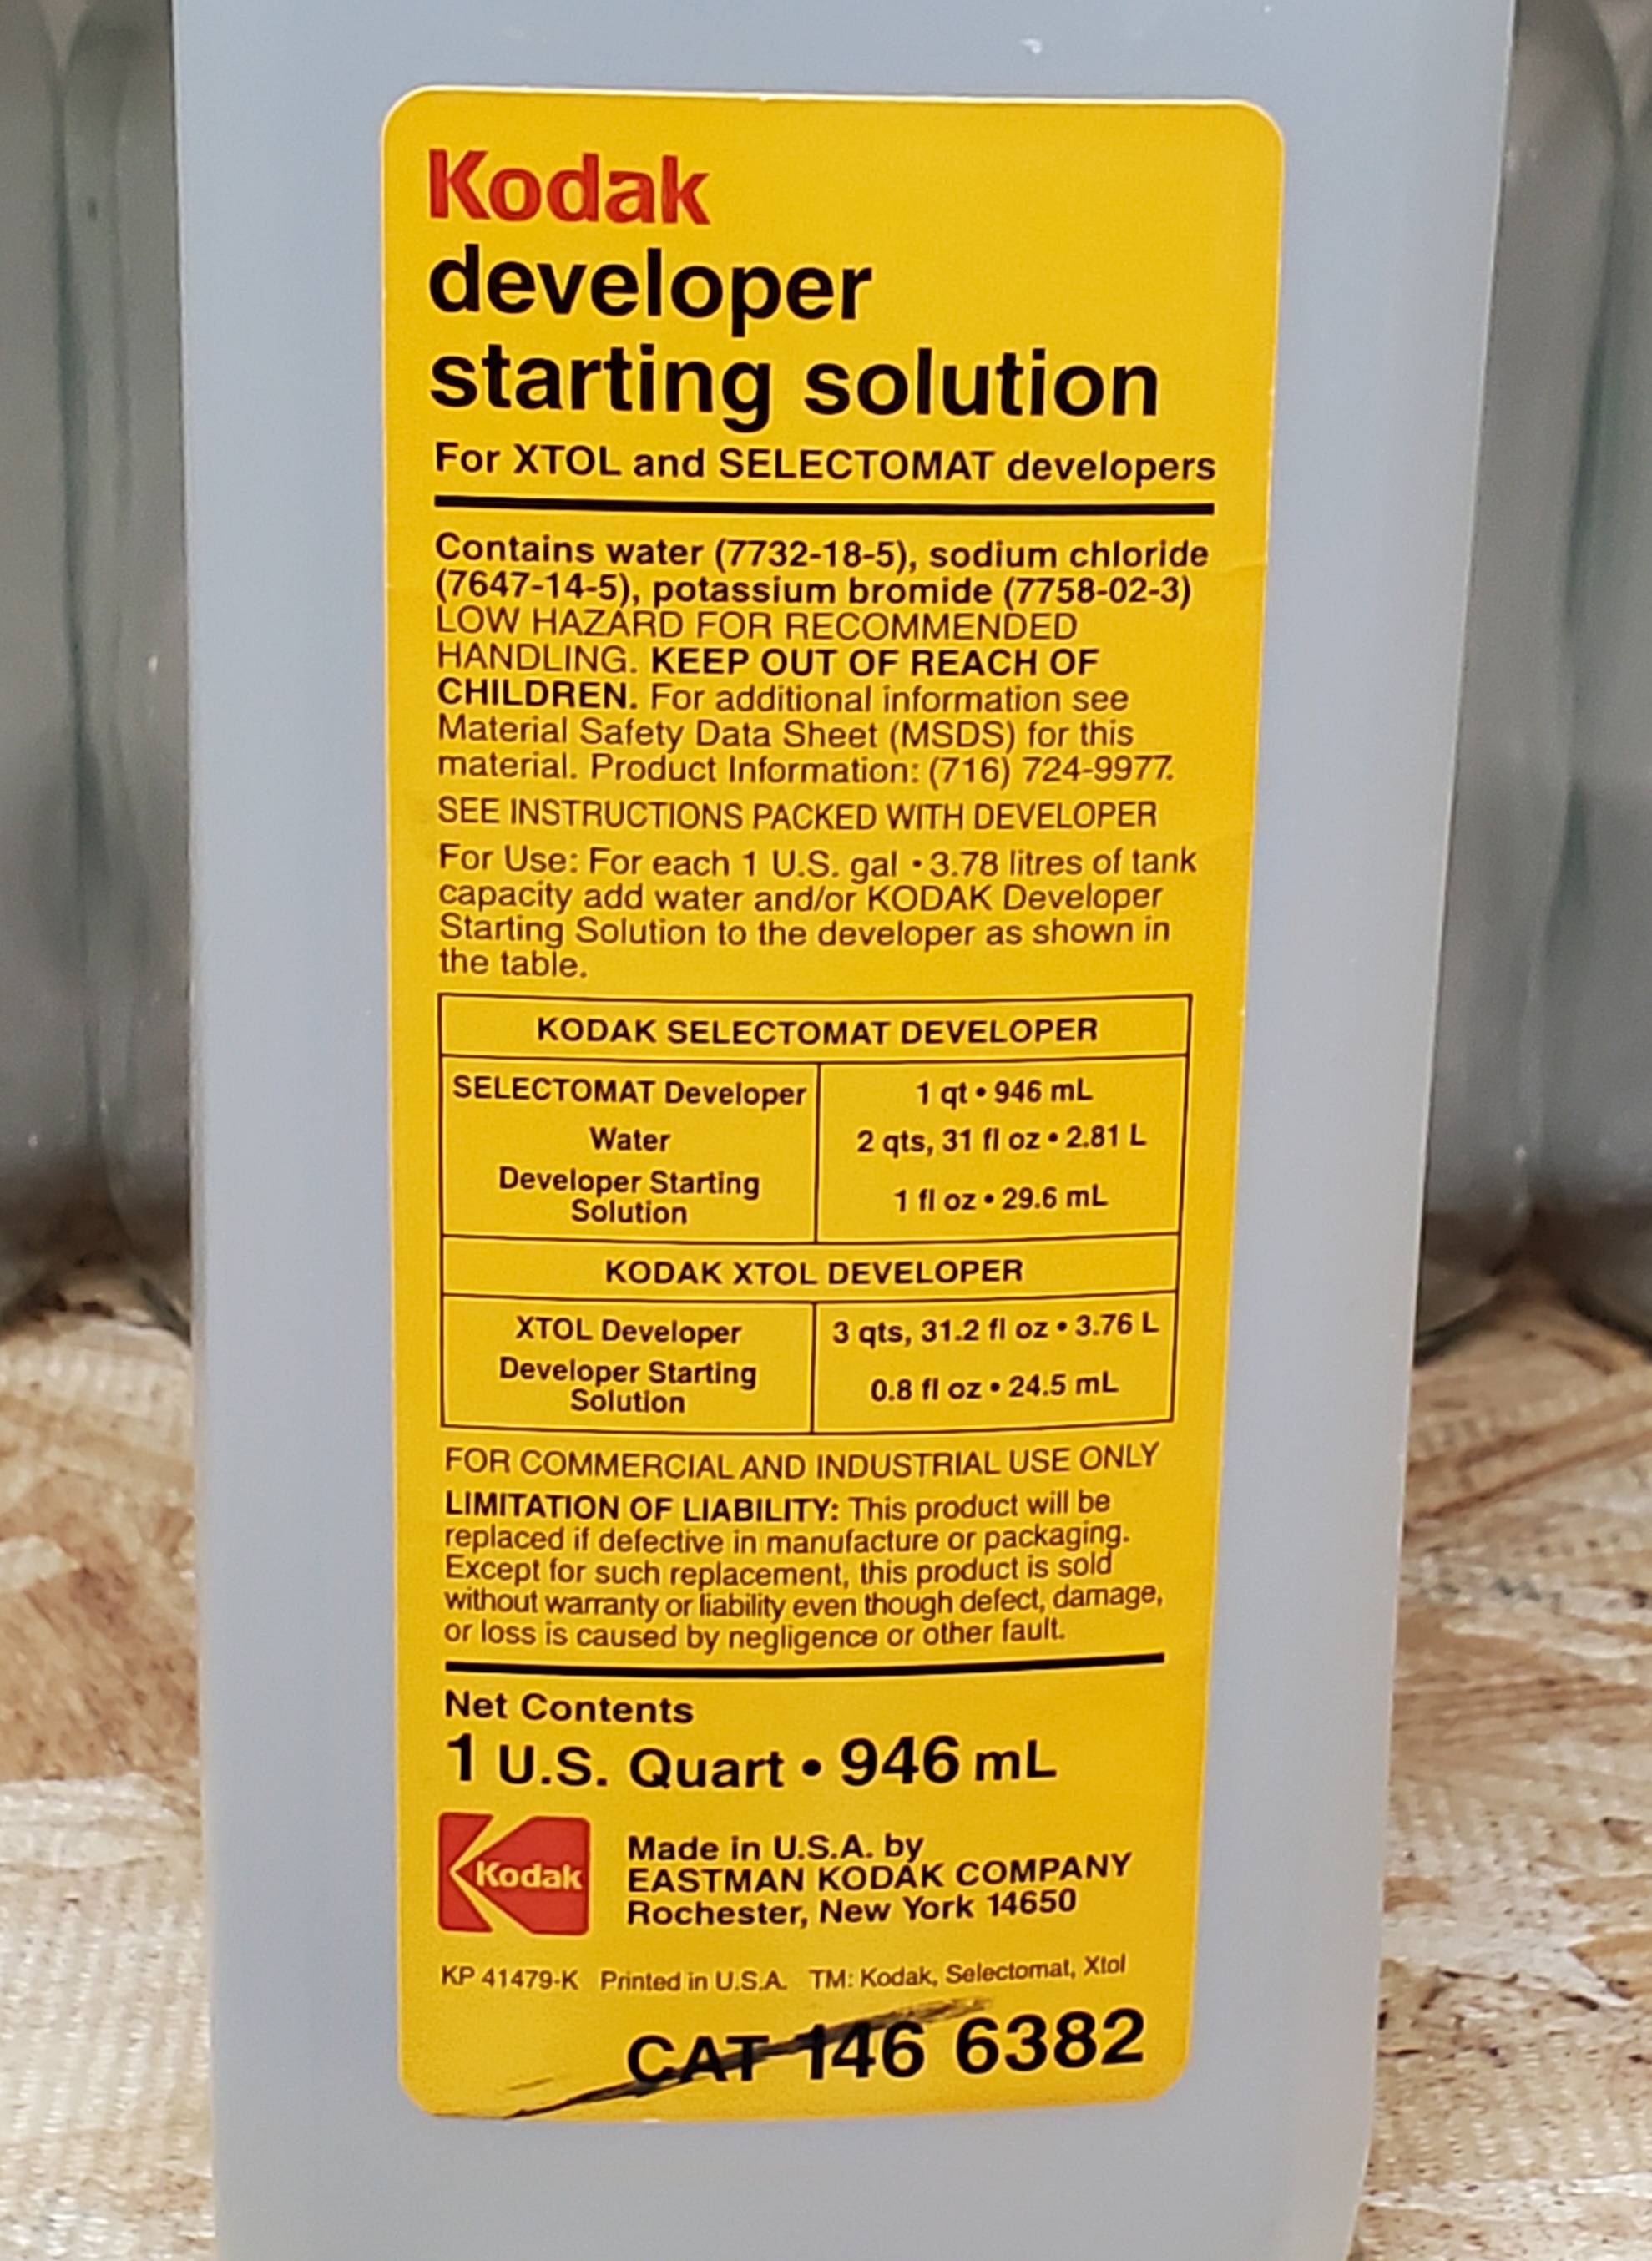 Kodak
developer
starting solution
For XTOL and SELECTOMAT developers
Contains water (7732-18-5), sodium chloride
(7647-14-5), potassium bromide (7758-02-3)
LOW HAZARD FOR RECOMMENDED
HANDLING. KEEP OUT OF REACH OF
CHILDREN. For additional information see
Material Safety Data Sheet (MSDS) for this
material. Product Information: (716) 724-9977.
SEE INSTRUCTIONS PACKED WITH DEVELOPER
For Use: For each 1 U.S. gal • 3.78 litres of tank
capacity add water and/or KODAK Developer
Starting Solution to the developer as shown in
the table.
KODAK SELECTOMAT DEVELOPER
SELECTOMAT Developer 1 qt • 946 mL
Water 2 qts, 31 fl oz • 2.81 L
Developer Starting
Solution 1 fl oz • 29.6 mL
KODAK XTOL DEVELOPER
XTOL Developer 3 qts, 31.2 fl oz • 3.76 L
Developer Starting
Solution 0.8 fl oz • 24.5 mL
FOR COMMERCIAL AND INDUSTRIAL USE ONLY
LIMITATION OF LIABILITY: This product will be
replaced if defective in manufacture or packaging.
Except for such replacement, this product is sold
without warranty or liability even though defect, damage,
or loss is caused by negligence or other fault.
Net Contents
1 U.S. Quart • 946 mL
Kodak
Made in U.S.A. by
EASTMAN KODAK COMPANY
Rochester, New York 14650
KP 41479-K Printed in U.S.A. TM: Kodak, Selectomat, Xtol
CAT 146 6382